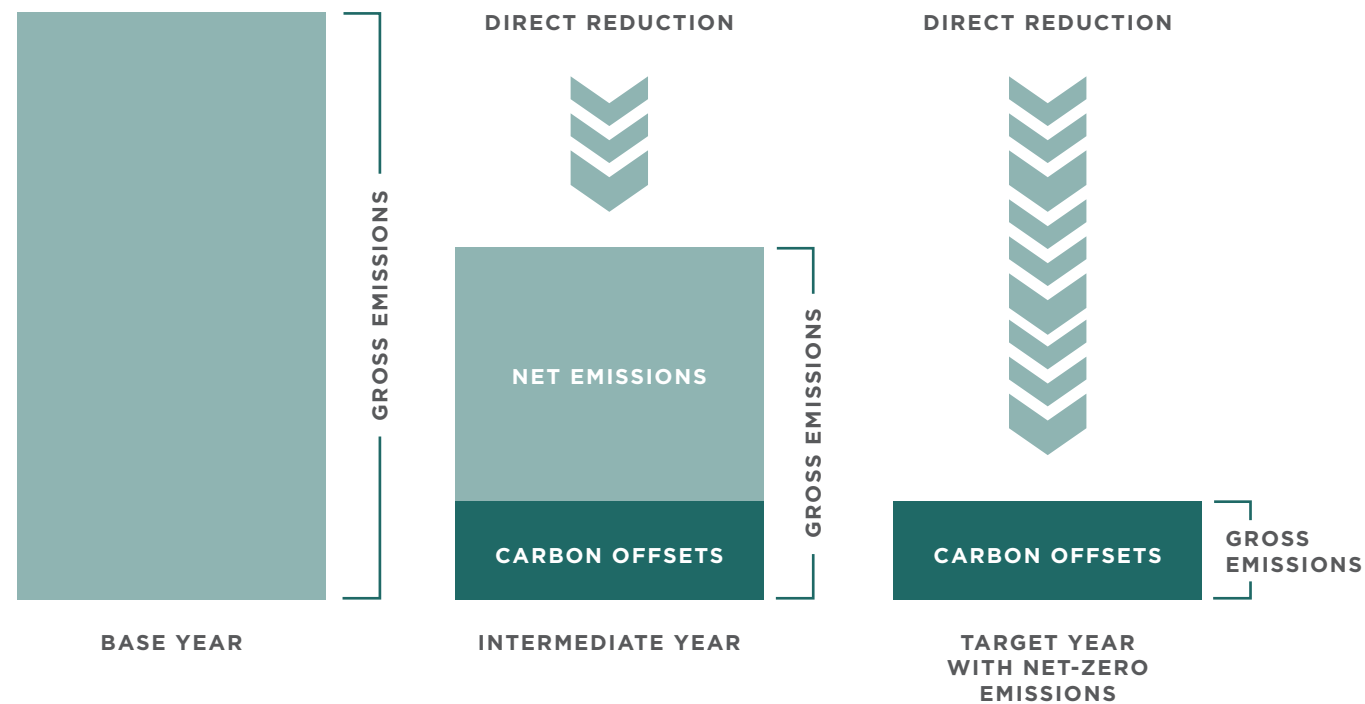 DIRECT REDUCTION
DIRECT REDUCTION
GROSS EMISSIONS
NET EMISSIONS
GROSS EMISSIONS
CARBON OFFSETS
CARBON OFFSETS
GROSS
EMISSIONS
BASE YEAR
INTERMEDIATE YEAR
TARGET YEAR
WITH NET-ZERO
EMISSIONS